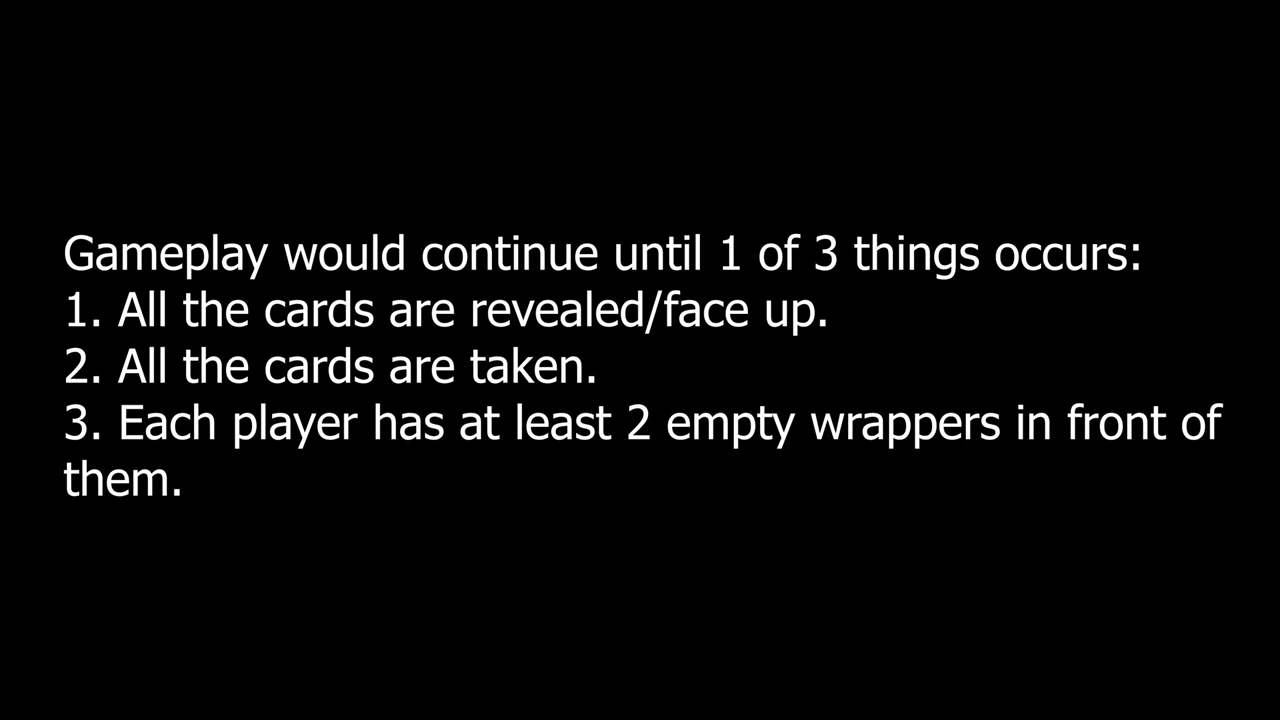 Gameplay would continue until 1 of 3 things occurs:
1. All the cards are revealed/face up.
2. All the cards are taken.
3. Each player has at least 2 empty wrappers in front of
them.